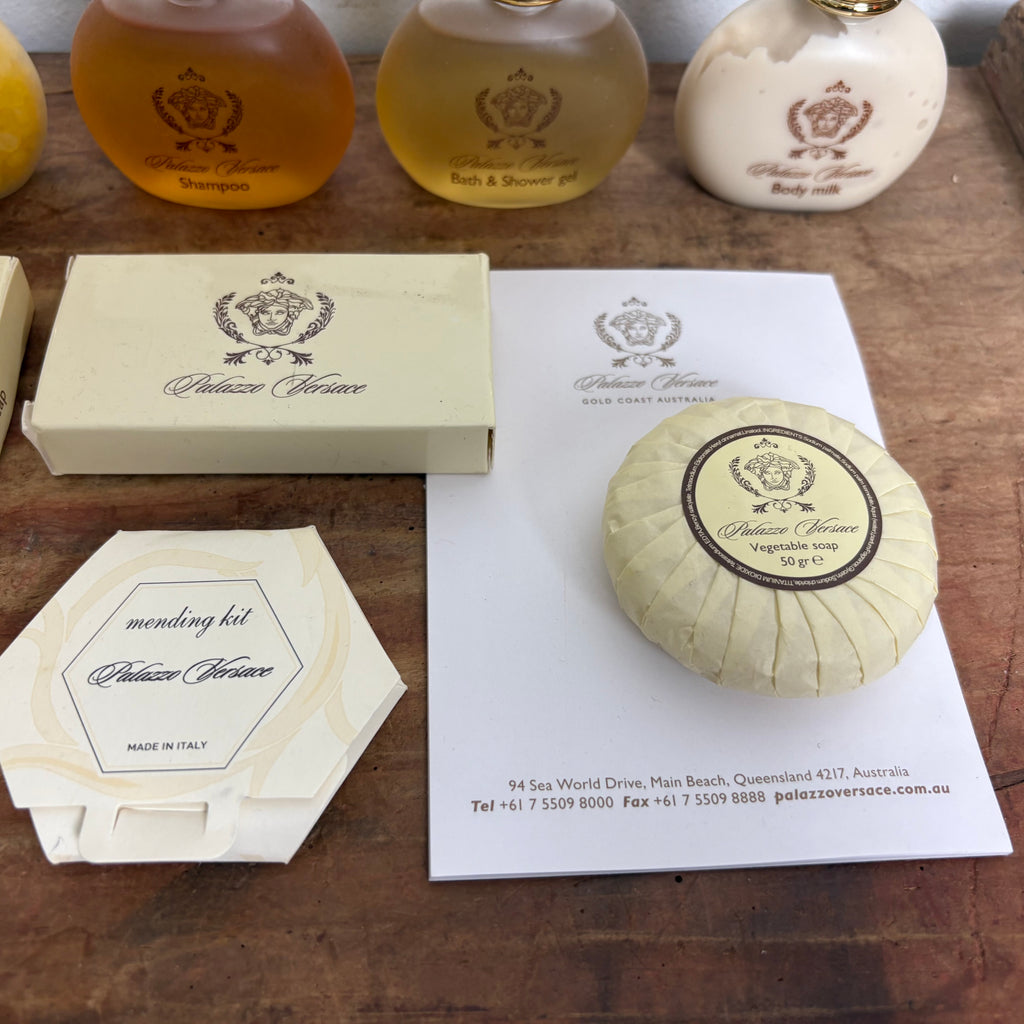 Palazzo Versace
Shampoo
Palazzo Versace
Bath & Shower gel
Palazzo Versace
Body milk
Palazzo Versace
Palazzo Versace
GOLD COAST AUSTRALIA
Palazzo Versace
Vegetable soap
50 gr ℮
mending kit
Palazzo Versace
MADE IN ITALY
94 Sea World Drive, Main Beach, Queensland 4217, Australia
Tel +61 7 5509 8000 Fax +61 7 5509 8888 palazzoversace.com.au